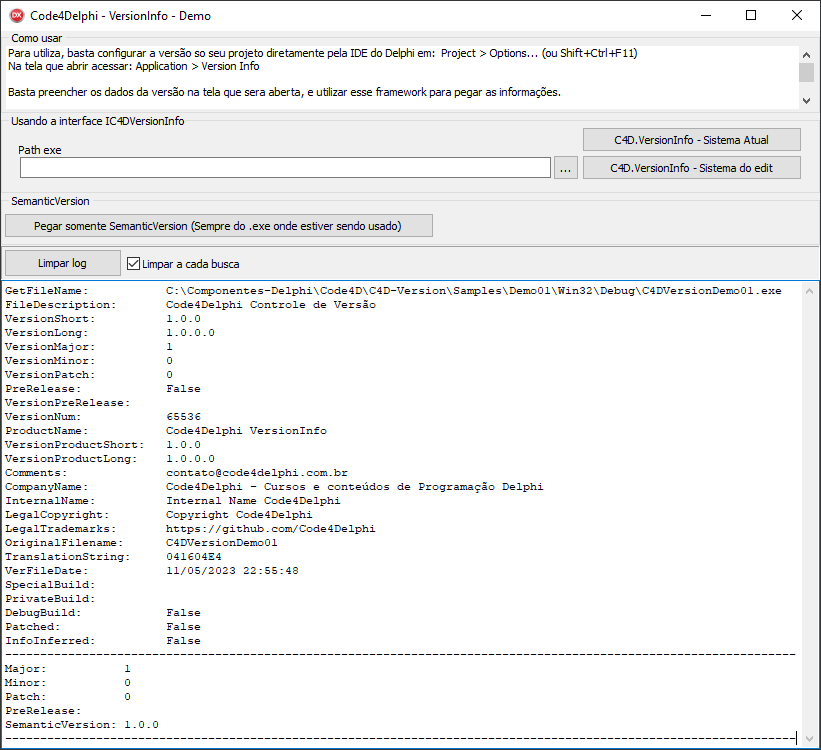 Code4Delphi - VersionInfo - Demo
Como usar
Para utiliza, basta configurar a versão so seu projeto diretamente pela IDE do Delphi em:  Project > Options... (ou Shift+Ctrl+F11)
Na tela que abrir acessar: Application > Version Info
Basta preencher os dados da versão na tela que sera aberta, e utilizar esse framework para pegar as informações.
Usando a interface IC4DVersionInfo
C4D.VersionInfo - Sistema Atual
Path exe
... C4D.VersionInfo - Sistema do edit
SemanticVersion
Pegar somente SemanticVersion (Sempre do .exe onde estiver sendo usado)
Limpar log Limpar a cada busca
GetFileName: C:\Componentes-Delphi\Code4D\C4D-Version\Samples\Demo01\Win32\Debug\C4DVersionDemo01.exe
FileDescription: Code4Delphi Controle de Versão
VersionShort: 1.0.0
VersionLong: 1.0.0.0
VersionMajor: 1
VersionMinor: 0
VersionPatch: 0
PreRelease: False
VersionPreRelease:
VersionNum: 65536
ProductName: Code4Delphi VersionInfo
VersionProductShort: 1.0.0
VersionProductLong: 1.0.0.0
Comments: contato@code4delphi.com.br
CompanyName: Code4Delphi - Cursos e conteúdos de Programação Delphi
InternalName: Internal Name Code4Delphi
LegalCopyright: Copyright Code4Delphi
LegalTrademarks: https://github.com/Code4Delphi
OriginalFilename: C4DVersionDemo01
TranslationString: 041604E4
VerFileDate: 11/05/2023 22:55:48
SpecialBuild:
PrivateBuild:
DebugBuild: False
Patched: False
InfoInferred: False
Major: 1
Minor: 0
Patch: 0
PreRelease:
SemanticVersion: 1.0.0